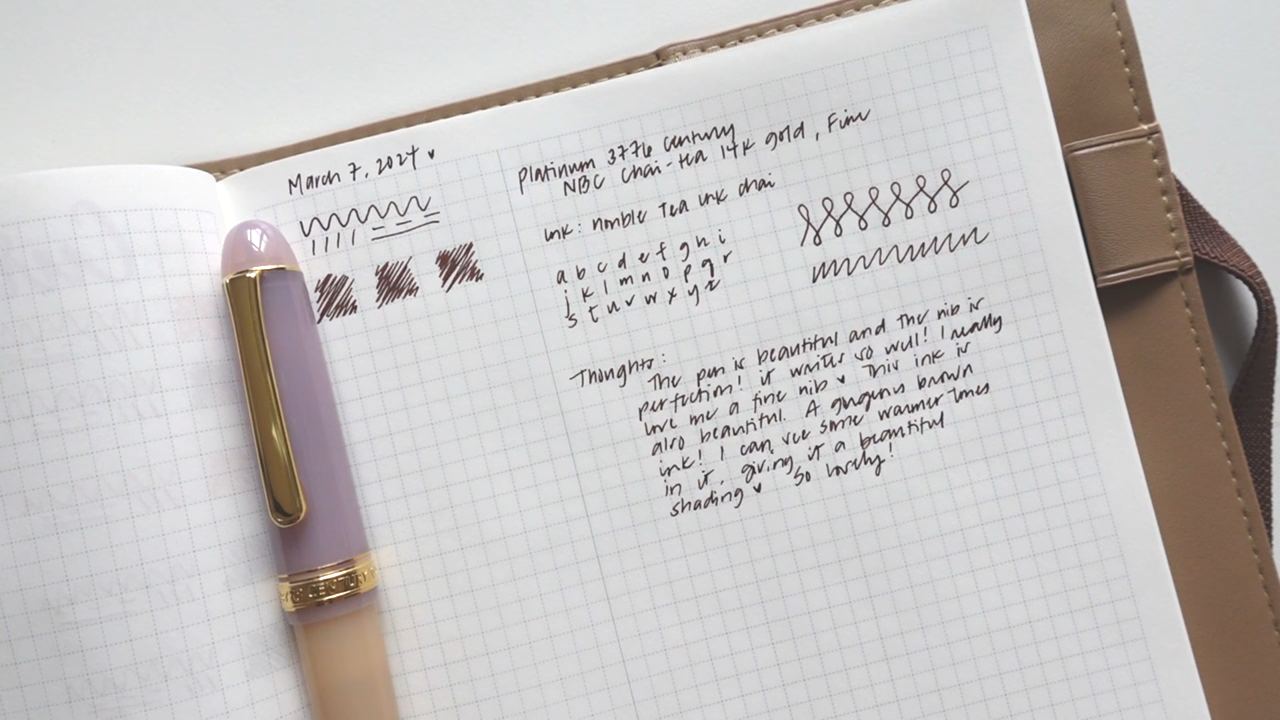 March 7, 2024 ♥
Platinum 3776 Century
NBC Chai-tea 14K gold, Fine
ink: nonble Tea ink chai
a b c d e f g h i
j k l m n o p q r
s t u v w x y z
Thoughts:
The pen is beautiful and the nib is
perfection! it writes so well! I really
love me a fine nib ♥ This ink is
also beautiful. A gorgeous brown
ink! I can see some warmer tones
in it, giving it a beautiful
shading ♥ So lovely!
CENTURY